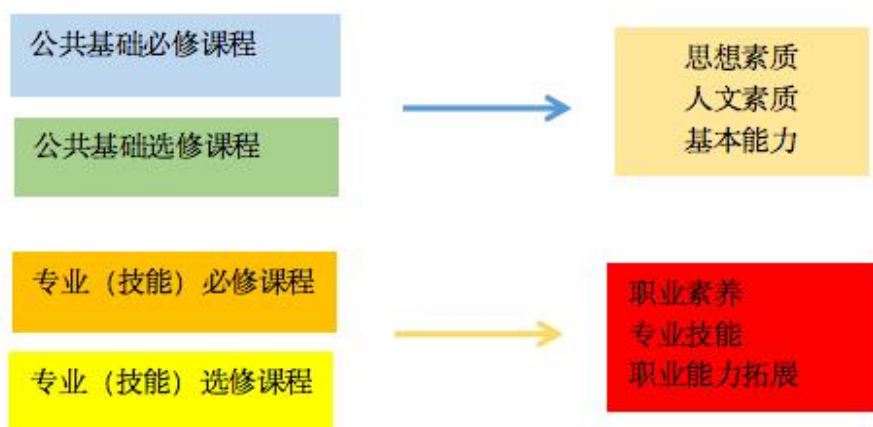 公共基础必修课程
公共基础选修课程
思想素质
人文素质
基本能力
专业（技能）必修课程
专业（技能）选修课程
职业素养
专业技能
职业能力拓展